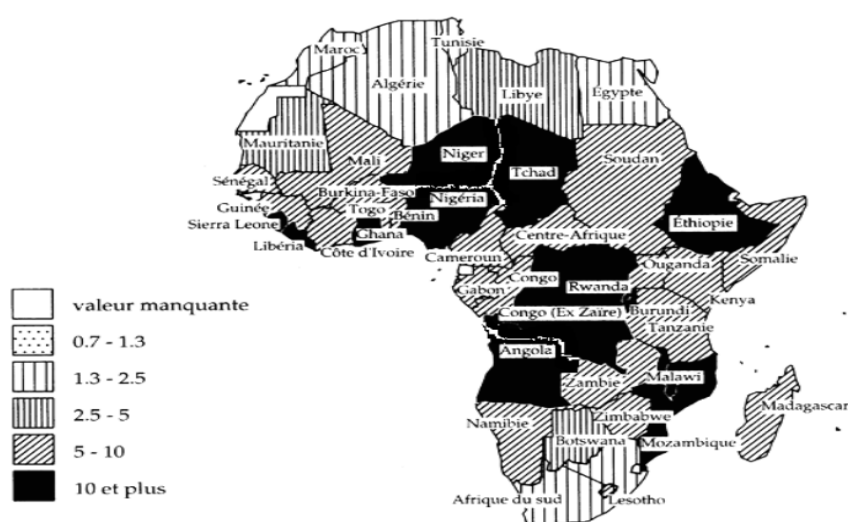 Tunisie
Maroc
Algérie
Libye
Egypte
Mauritanie
Mali
Niger
Tchad
Soudan
Sénégal
Burkina-Faso
Nigéria
Guinée
Togo
Bénin
Éthiopie
Sierra Leone
Ghana
Centre-Afrique
Libéria
Côte d'Ivoire
Cameroun
Ouganda
Somalie
Congo
Rwanda
Gabon
Kenya
Congo (Ex Zaïre)
Burundi
Tanzanie
Angola
Zambie
Malawi
Madagascar
Namibie
Zimbabwe
Botswana
Mozambique
Afrique du sud
Lesotho
valeur manquante
0.7 - 1.3
1.3 - 2.5
2.5 - 5
5 - 10
10 et plus